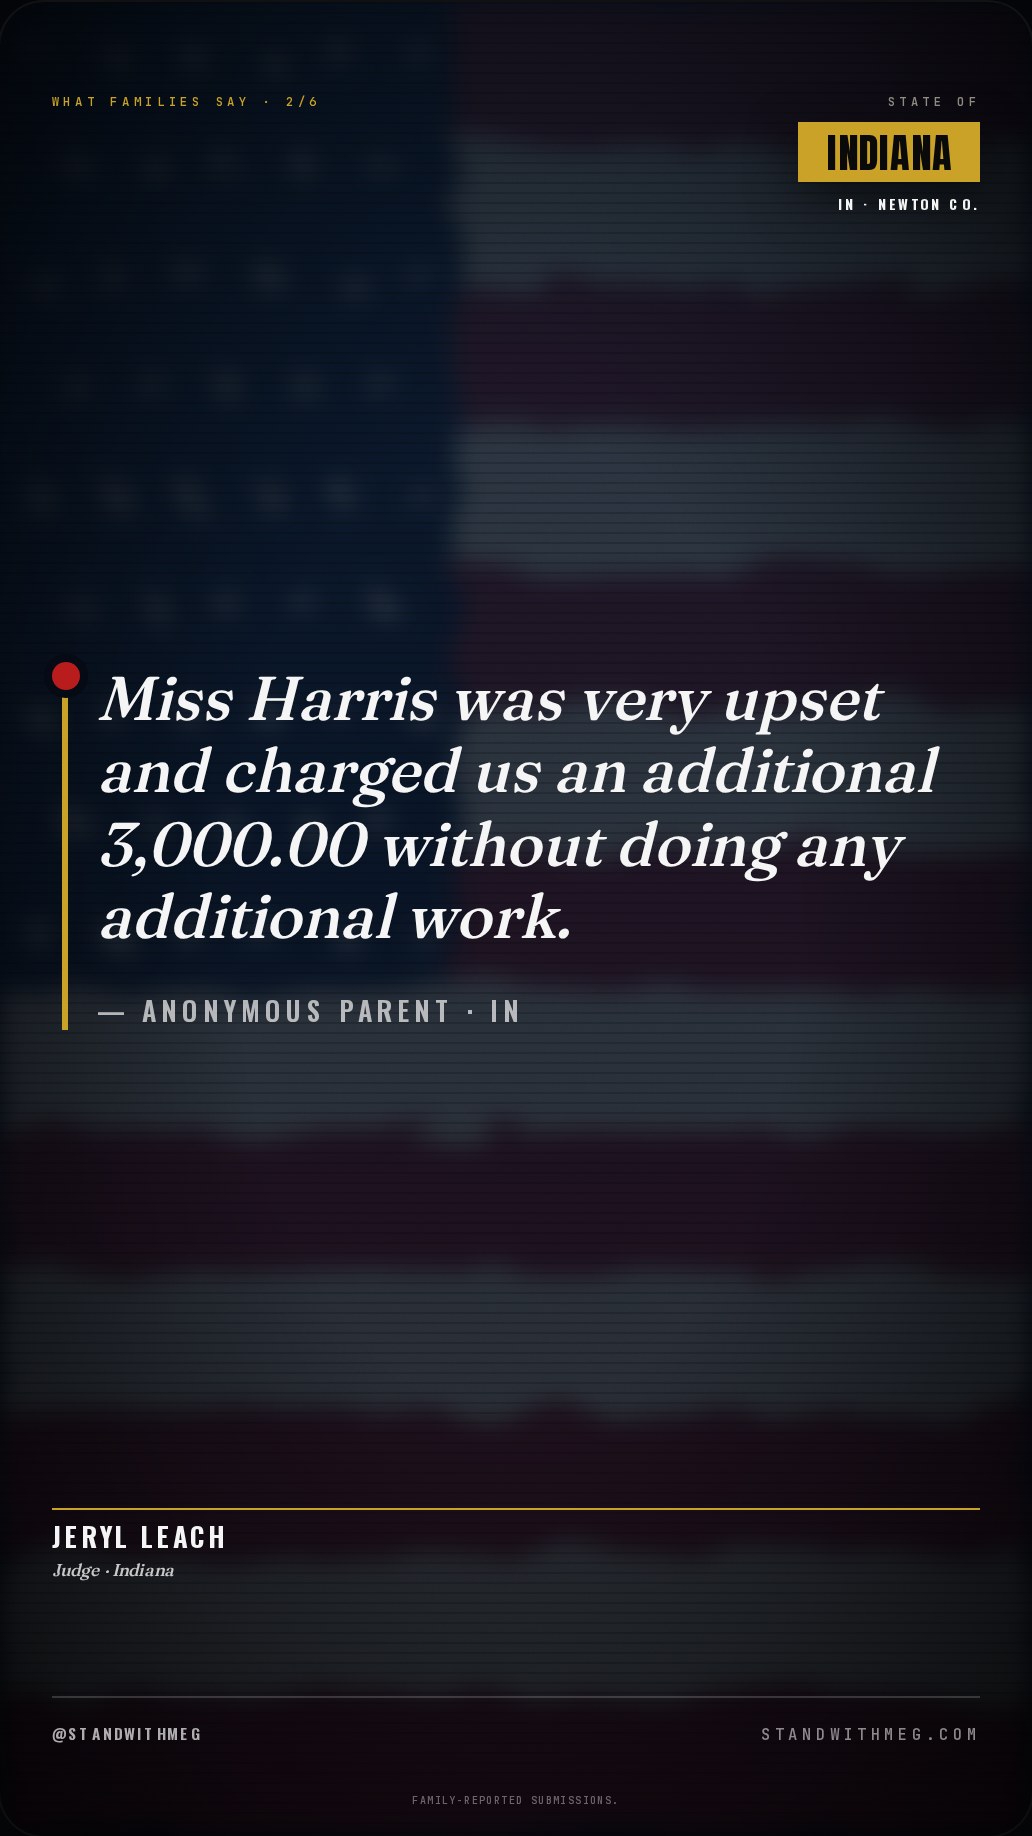 WHAT FAMILIES SAY · 2/6
STATE OF
INDIANA
IN · NEWTON CO.
Miss Harris was very upset
and charged us an additional
3,000.00 without doing any
additional work.
— ANONYMOUS PARENT · IN
JERYL LEACH
Judge · Indiana
@STANDWITHMEG
STANDWITHMEG.COM
FAMILY-REPORTED SUBMISSIONS.